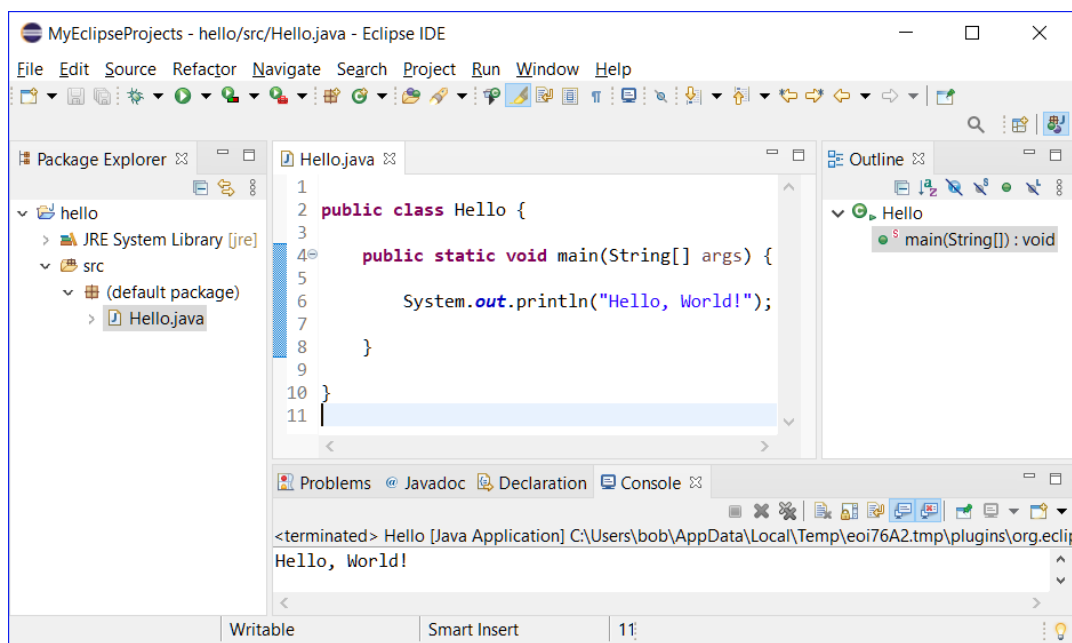 MyEclipseProjects - hello/src/Hello.java - Eclipse IDE
File Edit Source Refactor Navigate Search Project Run Window Help
Package Explorer
hello
JRE System Library [jre]
src
(default package)
Hello.java
Hello.java
1
2 public class Hello {
3
4 public static void main(String[] args) {
5
6 System.out.println("Hello, World!");
7
8 }
9
10 }
11
Outline
Hello
main(String[]) : void
Problems @ Javadoc Declaration Console
<terminated> Hello [Java Application] C:\Users\bob\AppData\Local\Temp\eoi76A2.tmp\plugins\org.eclip
Hello, World!
Writable Smart Insert 11